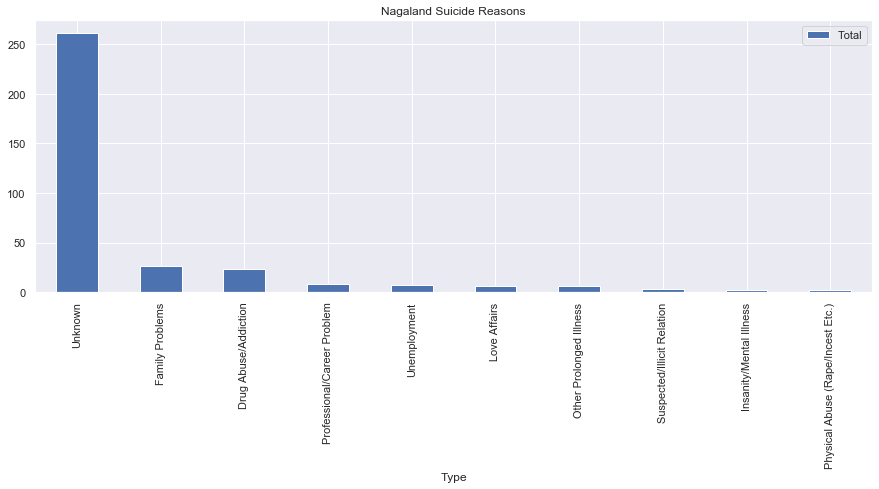 Nagaland Suicide Reasons
Total
250
200
150
100
50
0
Unknown
Family Problems
Drug Abuse/Addiction
Professional/Career Problem
Unemployment
Love Affairs
Other Prolonged Illness
Suspected/Illicit Relation
Insanity/Mental Illness
Physical Abuse (Rape/Incest Etc.)
Type